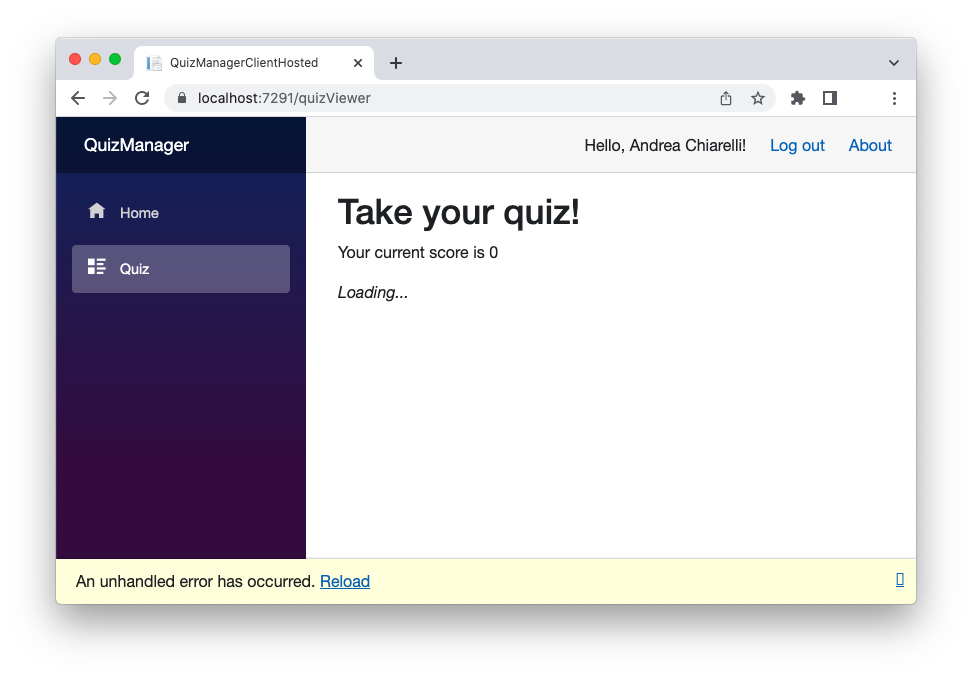 QuizManagerClientHosted
localhost:7291/quizViewer
QuizManager
Hello, Andrea Chiarelli! Log out About
Home
Quiz
Take your quiz!
Your current score is 0
Loading...
An unhandled error has occurred. Reload